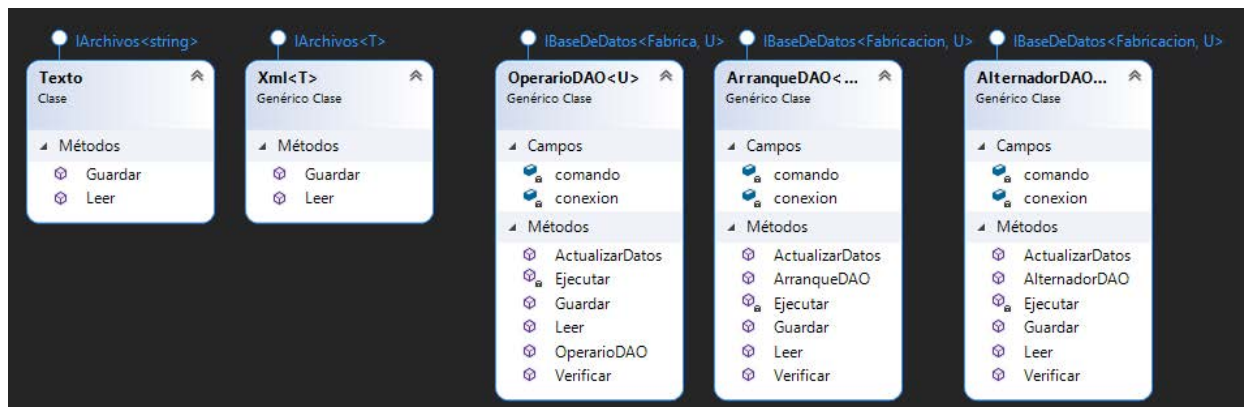 IArchivos<string>
Texto
Clase
Métodos
Guardar
Leer
IArchivos<T>
Xml<T>
Genérico Clase
Métodos
Guardar
Leer
IBaseDeDatos<Fabrica, U>
OperarioDAO<U>
Genérico Clase
Campos
comando
conexion
Métodos
ActualizarDatos
Ejecutar
Guardar
Leer
OperarioDAO
Verificar
IBaseDeDatos<Fabricacion, U>
ArranqueDAO<...
Genérico Clase
Campos
comando
conexion
Métodos
ActualizarDatos
ArranqueDAO
Ejecutar
Guardar
Leer
Verificar
IBaseDeDatos<Fabricacion, U>
AlternadorDAO...
Genérico Clase
Campos
comando
conexion
Métodos
ActualizarDatos
AlternadorDAO
Ejecutar
Guardar
Leer
Verificar